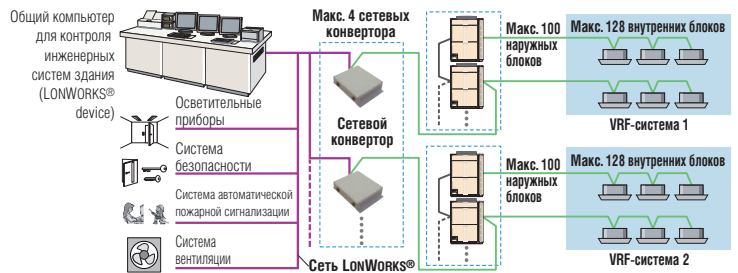 Общий компьютер
для контроля
инженерных
систем здания
(LONWORKS®
device)
Осветительные
приборы
Система
безопасности
Система автоматической
пожарной сигнализации
Система
вентиляции
Сеть LONWORKS®
Макс. 4 сетевых
конвертора
Сетевой
конвертор
Макс. 100
наружных
блоков
Макс. 128 внутренних блоков
VRF-система 1
Макс. 100
наружных
блоков
Макс. 128 внутренних блоков
VRF-система 2